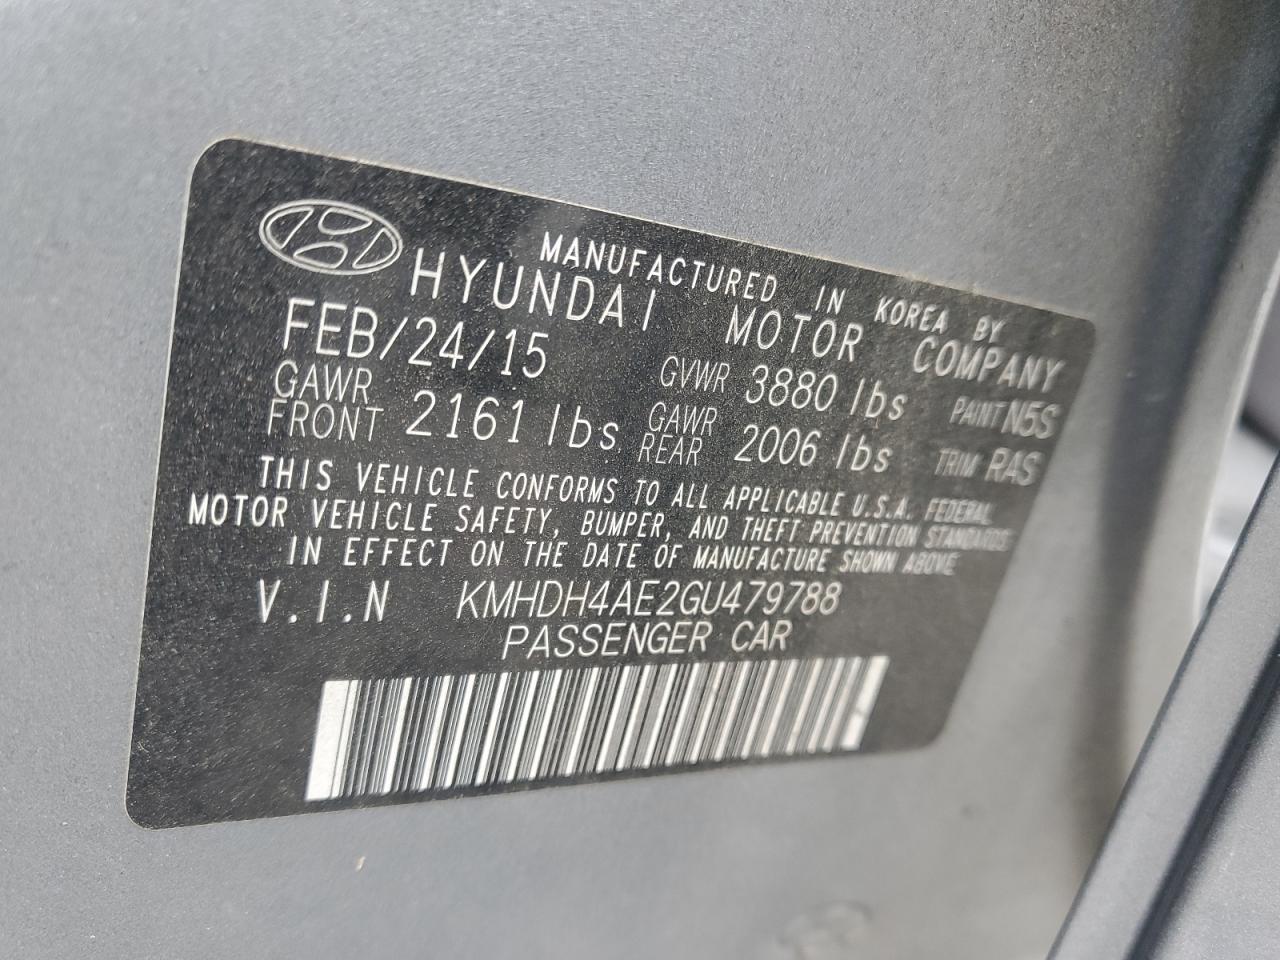 MANUFACTURED IN KOREA BY
HYUNDAI MOTOR COMPANY
FEB/24/15 GVWR 3880 lbs PAINT N5S
GAWR FRONT 2161 lbs GAWR REAR 2006 lbs TRIM RAS
THIS VEHICLE CONFORMS TO ALL APPLICABLE U.S.A. FEDERAL
MOTOR VEHICLE SAFETY, BUMPER, AND THEFT PREVENTION STANDARDS
IN EFFECT ON THE DATE OF MANUFACTURE SHOWN ABOVE
V.I.N KMHDH4AE2GU479788
PASSENGER CAR